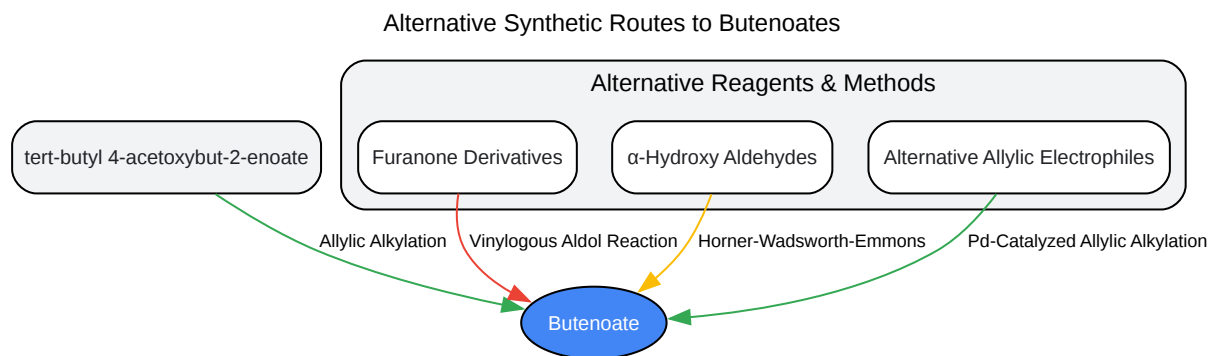 Alternative Synthetic Routes to Butenoates
Alternative Reagents & Methods
tert-butyl 4-acetoxybut-2-enoate
Furanone Derivatives
α-Hydroxy Aldehydes
Alternative Allylic Electrophiles
Allylic Alkylation
Vinylogous Aldol Reaction
Horner-Wadsworth-Emmons
Pd-Catalyzed Allylic Alkylation
Butenoate